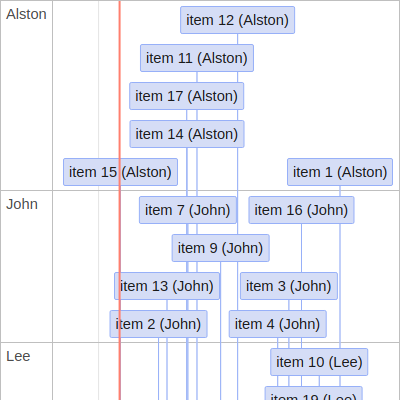 Alston
item 12 (Alston)
item 11 (Alston)
item 17 (Alston)
item 14 (Alston)
item 15 (Alston)
item 1 (Alston)
John
item 7 (John)
item 16 (John)
item 9 (John)
item 13 (John)
item 3 (John)
item 2 (John)
item 4 (John)
Lee
item 10 (Lee)
item 19 (Lee)